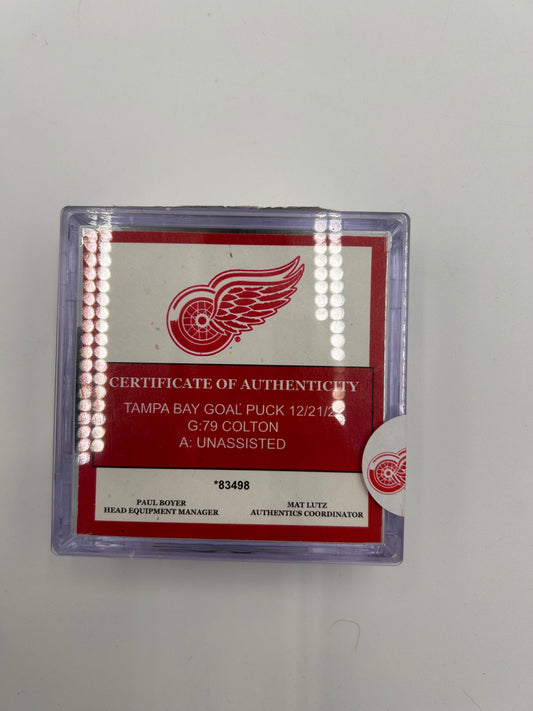 CERTIFICATE OF AUTHENTICITY
TAMPA BAY GOAL PUCK
G:79 COLTON
A: UNASSISTED
*83498
PAUL BOYER
HEAD EQUIPMENT MANAGER
MAT LUTZ
AUTHENTICS COORDINATOR